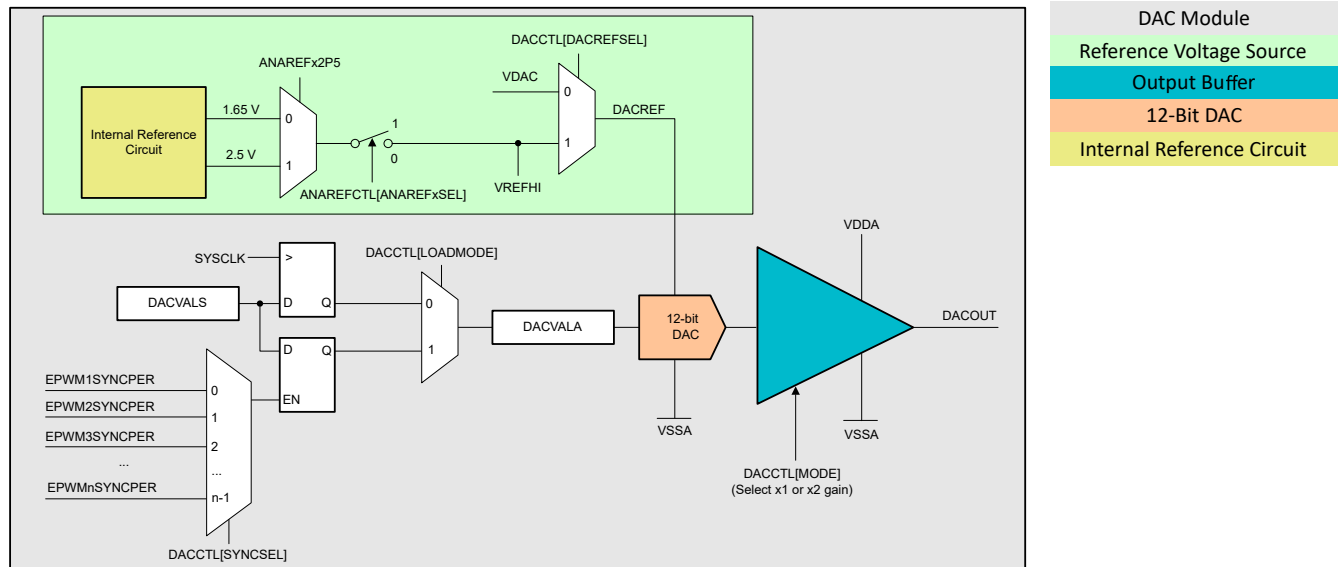 DACCTL[DACREFSEL]
ANAREFx2P5
VDAC
0
DACREF
Internal Reference
Circuit
1.65 V
0
2.5 V
1
1
0
1
ANAREFCTL[ANAREFxSEL]
VREFHI
SYSCLK
>
DACCTL[LOADMODE]
VDDA
DACVALS
D
Q
0
DACVALA
12-bit
DAC
DACOUT
D
Q
1
EN
EPWM1SYNCPER
0
EPWM2SYNCPER
1
EPWM3SYNCPER
2
...
...
EPWMnSYNCPER
n-1
VSSA
VSSA
DACCTL[MODE]
(Select x1 or x2 gain)
DACCTL[SYNCSEL]
DAC Module
Reference Voltage Source
Output Buffer
12-Bit DAC
Internal Reference Circuit